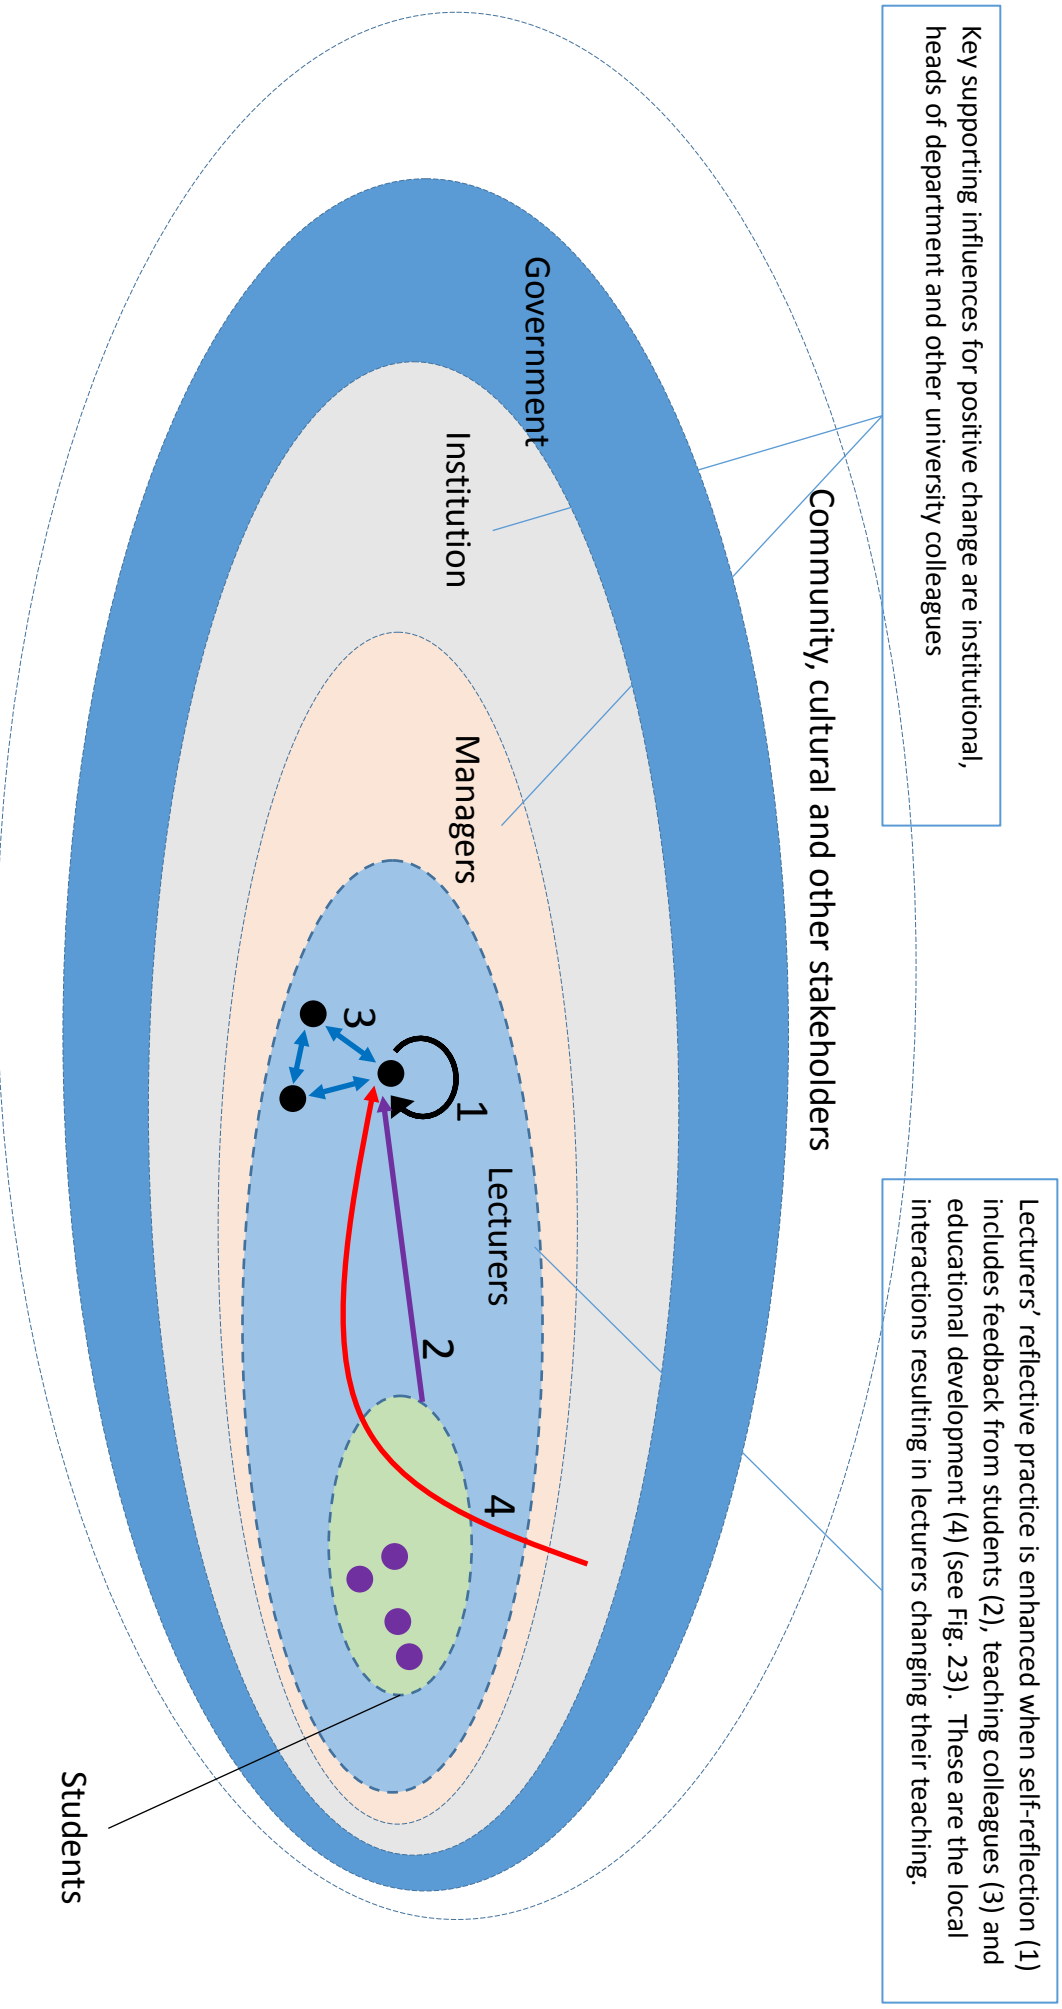 Key supporting influences for positive change are institutional,
heads of department and other university colleagues
Lecturers’ reflective practice is enhanced when self-reflection (1)
includes feedback from students (2), teaching colleagues (3) and
educational development (4) (see Fig. 23).  These are the local
interactions resulting in lecturers changing their teaching.
Community, cultural and other stakeholders
Government
Institution
Managers
Lecturers
1
2
3
4
Students